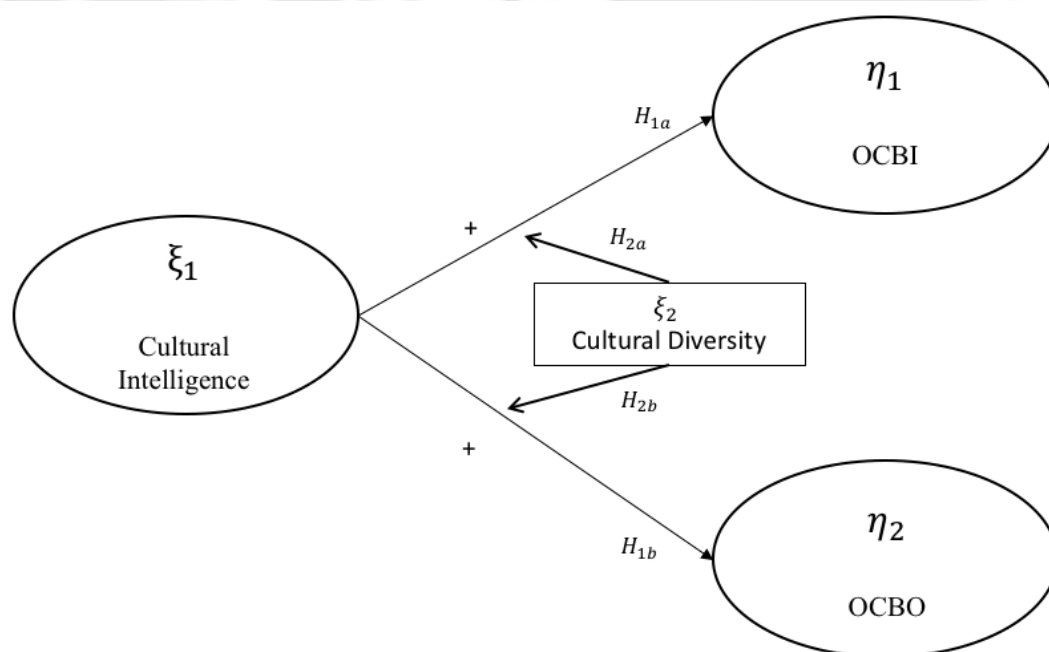 η₁
OCBI
H₁ₐ
+
H₂ₐ
ξ₁
Cultural
Intelligence
ξ₂
Cultural Diversity
H₂b
+
H₁b
η₂
OCBO